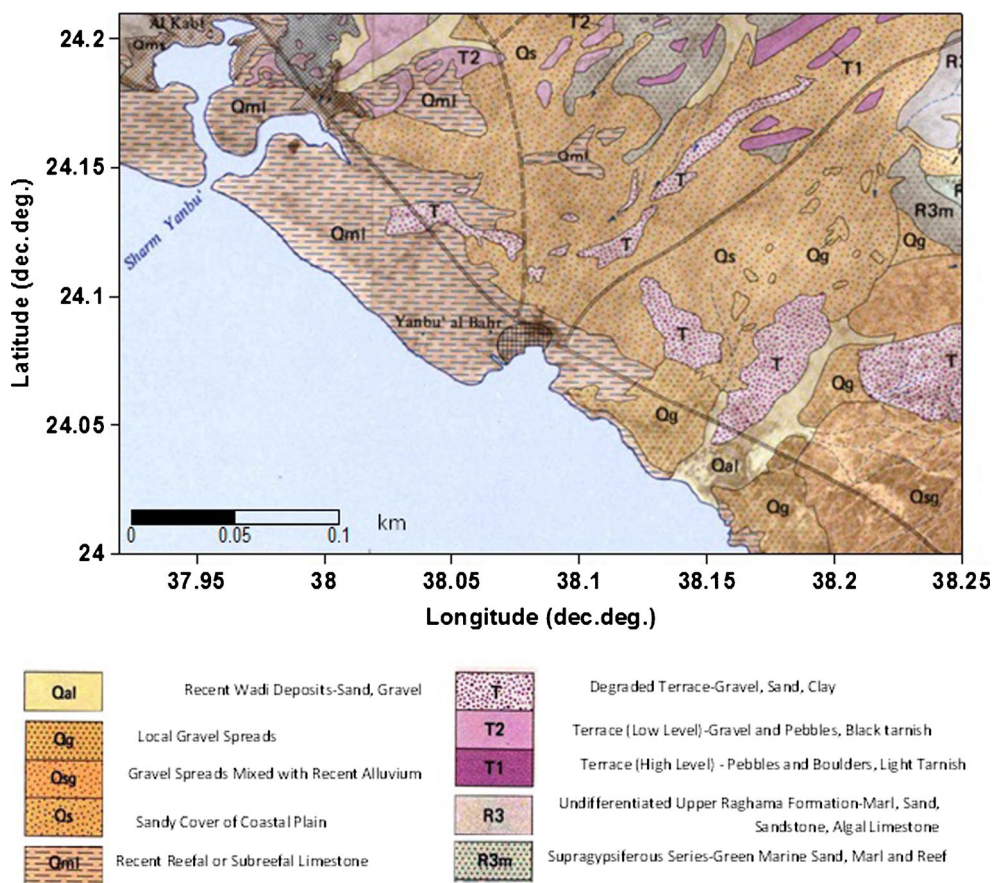 24.2
24.15
24.1
24.05
24
Latitude (dec.deg.)
Al Kabf
Qms
Qml
T2
T2
Qs
T1
R3
Qml
Qml
Qml
T
T
T
R3m
Qg
Qs
Qg
Sharm Yanbu'
Yanbu' al Bahr
T
T
T
Qg
Qg
Qal
Qg
Qsg
0 0.05 0.1 km
37.95 38 38.05 38.1 38.15 38.2 38.25
Longitude (dec.deg.)
Qal Recent Wadi Deposits-Sand, Gravel
Qg Local Gravel Spreads
Qsg Gravel Spreads Mixed with Recent Alluvium
Qs Sandy Cover of Coastal Plain
Qml Recent Reefal or Subreefal Limestone
T Degraded Terrace-Gravel, Sand, Clay
T2 Terrace (Low Level)-Gravel and Pebbles, Black tarnish
T1 Terrace (High Level) - Pebbles and Boulders, Light Tarnish
R3 Undifferentiated Upper Raghama Formation-Marl, Sand,
Sandstone, Algal Limestone
R3m Supragypsiferous Series-Green Marine Sand, Marl and Reef